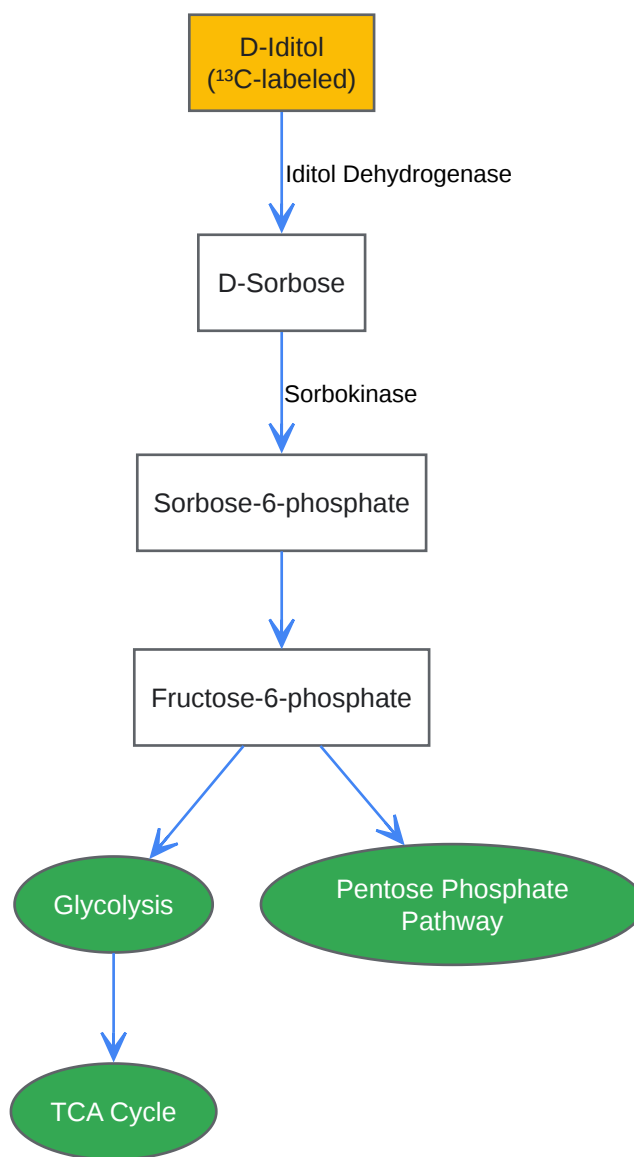 D-Iditol
(¹³C-labeled)
Iditol Dehydrogenase
D-Sorbose
Sorbokinase
Sorbose-6-phosphate
Fructose-6-phosphate
Glycolysis
Pentose Phosphate
Pathway
TCA Cycle